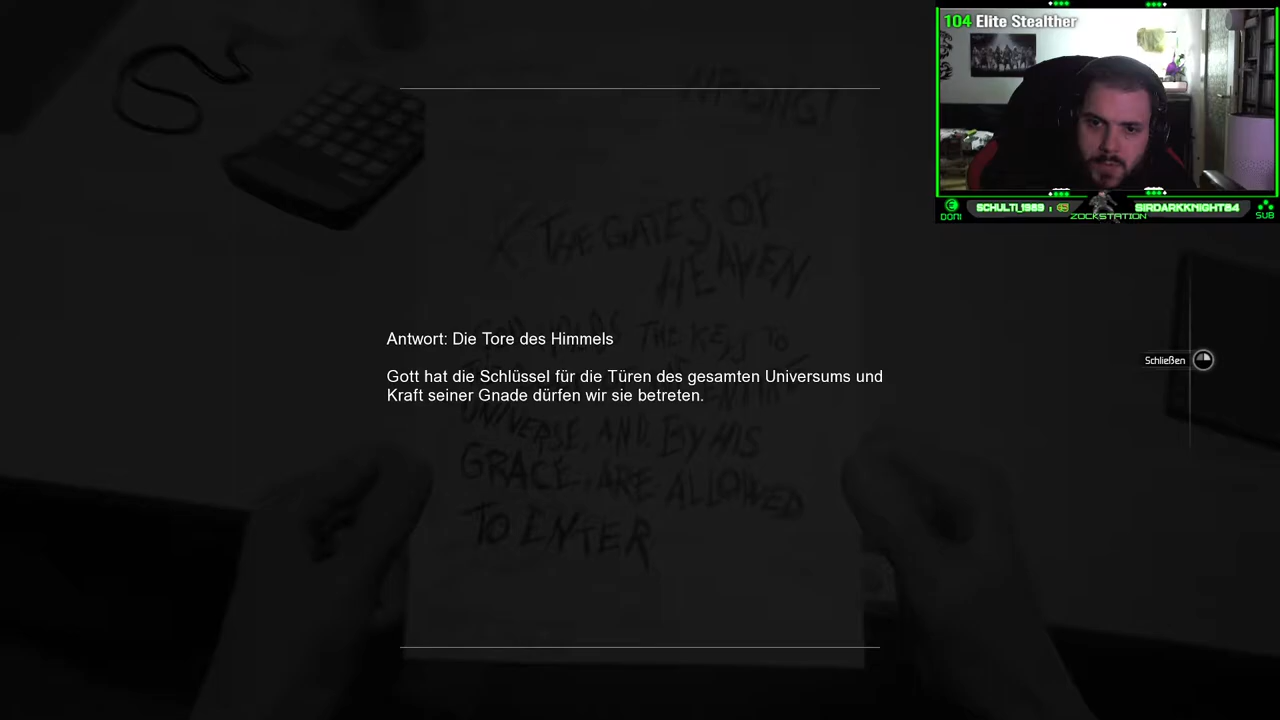 104 Elite Stealther
DONI
SCHULTI_1989 :
ZOCKSTATION
SIRDARKKNIGHT84
SUB
THE GATES OF
HEAVEN
THE KEYS TO
Antwort: Die Tore des Himmels
Gott hat die Schlüssel für die Türen des gesamten Universums und
Kraft seiner Gnade dürfen wir sie betreten.
Schließen
UNIVERSE, AND BY HIS
GRACE, ARE ALLOWED
TO ENTER